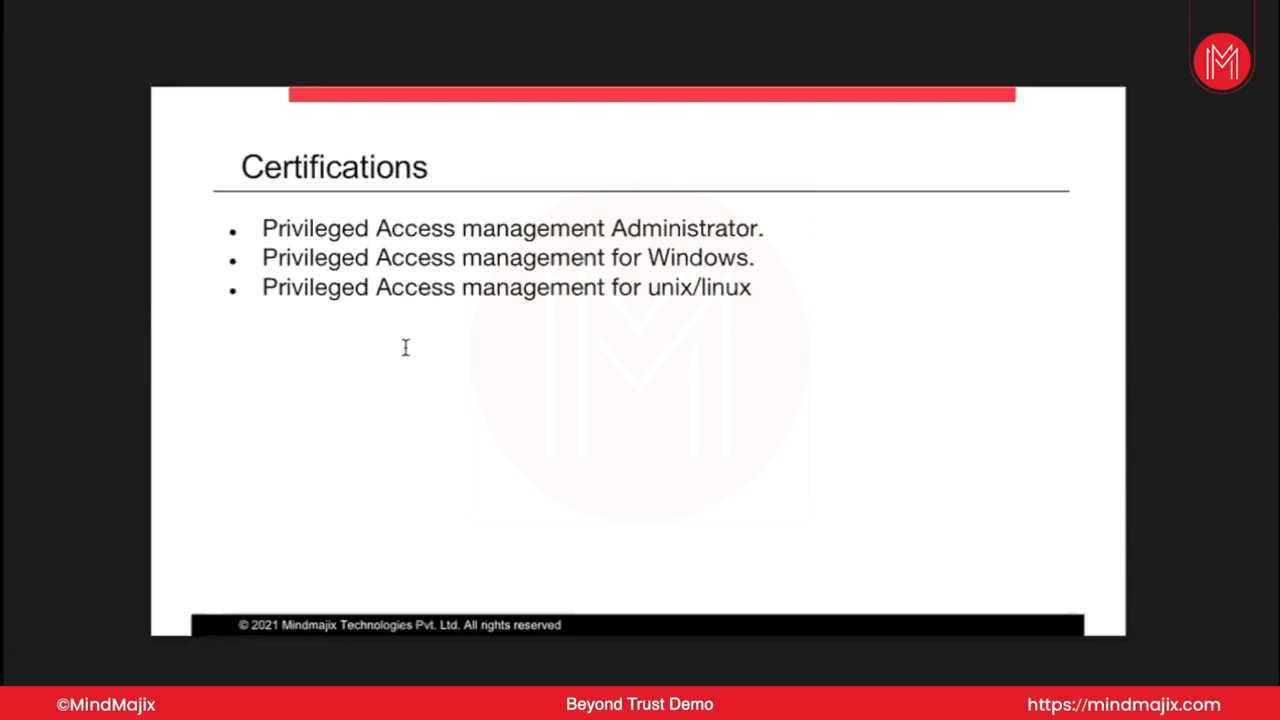 Certifications
• Privileged Access management Administrator.
• Privileged Access management for Windows.
• Privileged Access management for unix/linux
© 2021 Mindmajix Technologies Pvt. Ltd. All rights reserved
©MindMajix
Beyond Trust Demo
https://mindmajix.com